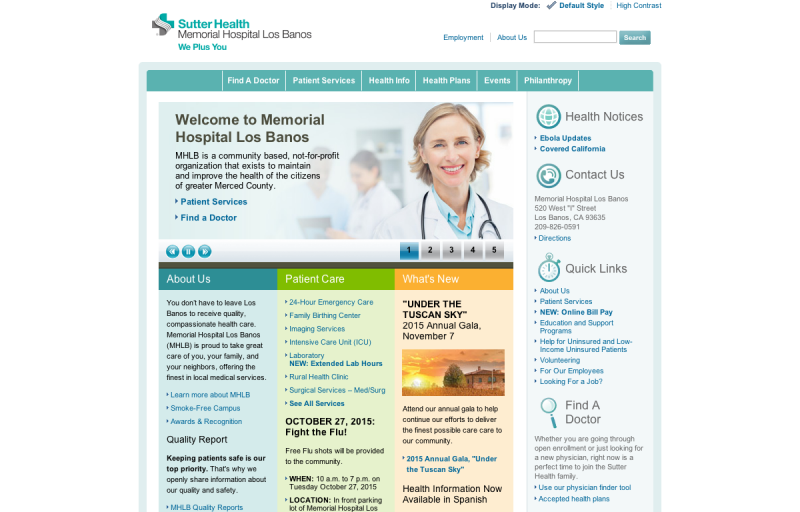 Display Mode: Default Style High Contrast
Sutter Health
Memorial Hospital Los Banos
We Plus You
Employment About Us Search
Find A Doctor Patient Services Health Info Health Plans Events Philanthropy
Welcome to Memorial
Hospital Los Banos
MHLB is a community based, not-for-profit
organization that exists to maintain
and improve the health of the citizens
of greater Merced County.
Patient Services
Find a Doctor
1 2 3 4 5
About Us
You don't have to leave Los
Banos to receive quality,
compassionate health care.
Memorial Hospital Los Banos
(MHLB) is proud to take great
care of you, your family, and
your neighbors, offering the
finest in local medical services.
Learn more about MHLB
Smoke-Free Campus
Awards & Recognition
Quality Report
Keeping patients safe is our
top priority. That's why we
openly share information about
our quality and safety.
MHLB Quality Reports
Patient Care
24-Hour Emergency Care
Family Birthing Center
Imaging Services
Intensive Care Unit (ICU)
Laboratory
NEW: Extended Lab Hours
Rural Health Clinic
Surgical Services – Med/Surg
See All Services
OCTOBER 27, 2015:
Fight the Flu!
Free Flu shots will be provided
to the community.
WHEN: 10 a.m. to 7 p.m. on
Tuesday October 27, 2015
LOCATION: In front parking
lot of Memorial Hospital Los
What's New
"UNDER THE
TUSCAN SKY"
2015 Annual Gala,
November 7
Attend our annual gala to help
continue our efforts to deliver
the finest possible care care to
our community.
2015 Annual Gala, "Under
the Tuscan Sky"
Health Information Now
Available in Spanish
Health Notices
Ebola Updates
Covered California
Contact Us
Memorial Hospital Los Banos
520 West "I" Street
Los Banos, CA 93635
209-826-0591
Directions
Quick Links
About Us
Patient Services
NEW: Online Bill Pay
Education and Support
Programs
Help for Uninsured and Low-
Income Uninsured Patients
Volunteering
For Our Employees
Looking For a Job?
Find A
Doctor
Whether you are going through
open enrollment or just looking for
a new physician, right now is a
perfect time to join the Sutter
Health family.
Use our physician finder tool
Accepted health plans